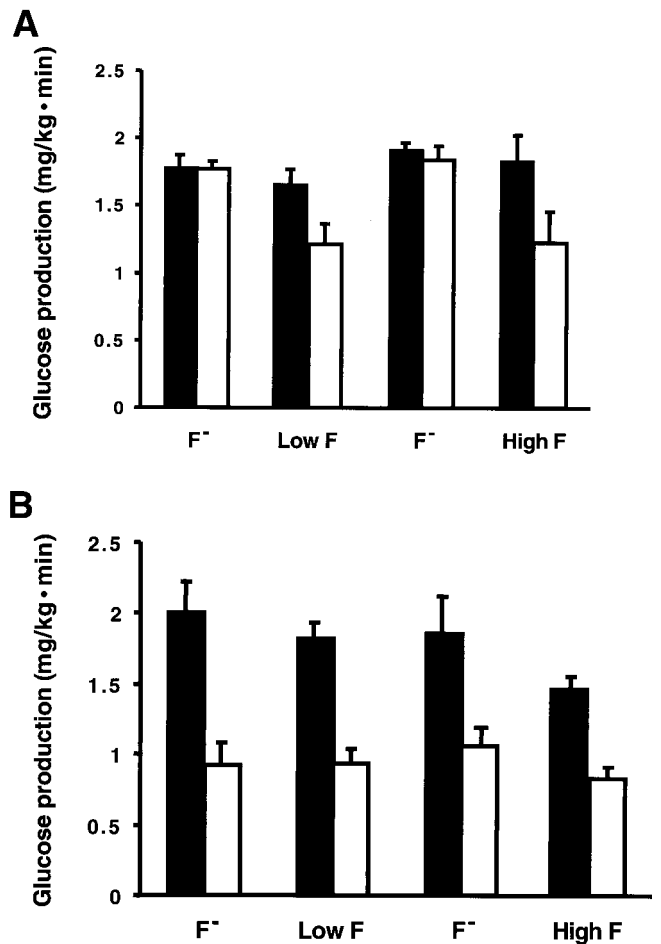 A
Glucose production (mg/kg•min)
2.5
2
1.5
1
0.5
0
F⁻ Low F F⁻ High F
B
Glucose production (mg/kg•min)
2.5
2
1.5
1
0.5
0
F⁻ Low F F⁻ High F